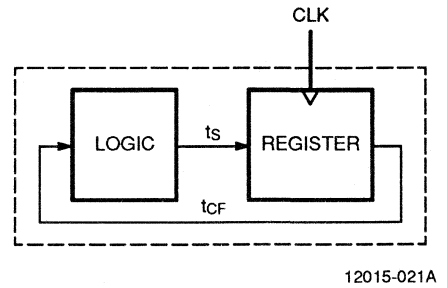 CLK
LOGIC
tS
REGISTER
tCF
12015-021A